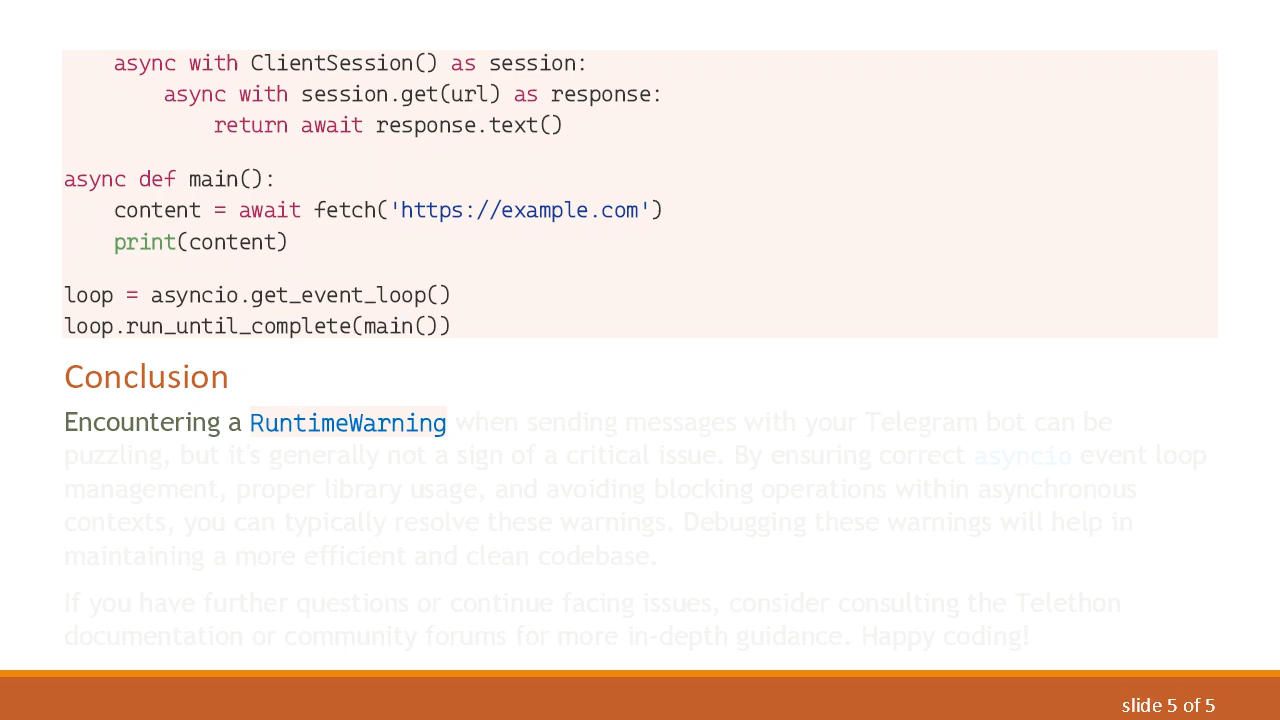 async with ClientSession() as session:
        async with session.get(url) as response:
            return await response.text()
async def main():
    content = await fetch('https://example.com')
    print(content)
loop = asyncio.get_event_loop()
loop.run_until_complete(main())
Conclusion
Encountering a RuntimeWarning when sending messages with your Telegram bot can be
puzzling, but it's generally not a sign of a critical issue. By ensuring correct asyncio event loop
management, proper library usage, and avoiding blocking operations within asynchronous
contexts, you can typically resolve these warnings. Debugging these warnings will help in
maintaining a more efficient and clean codebase.
If you have further questions or continue facing issues, consider consulting the Telethon
documentation or community forums for more in-depth guidance. Happy coding!
slide 5 of 5